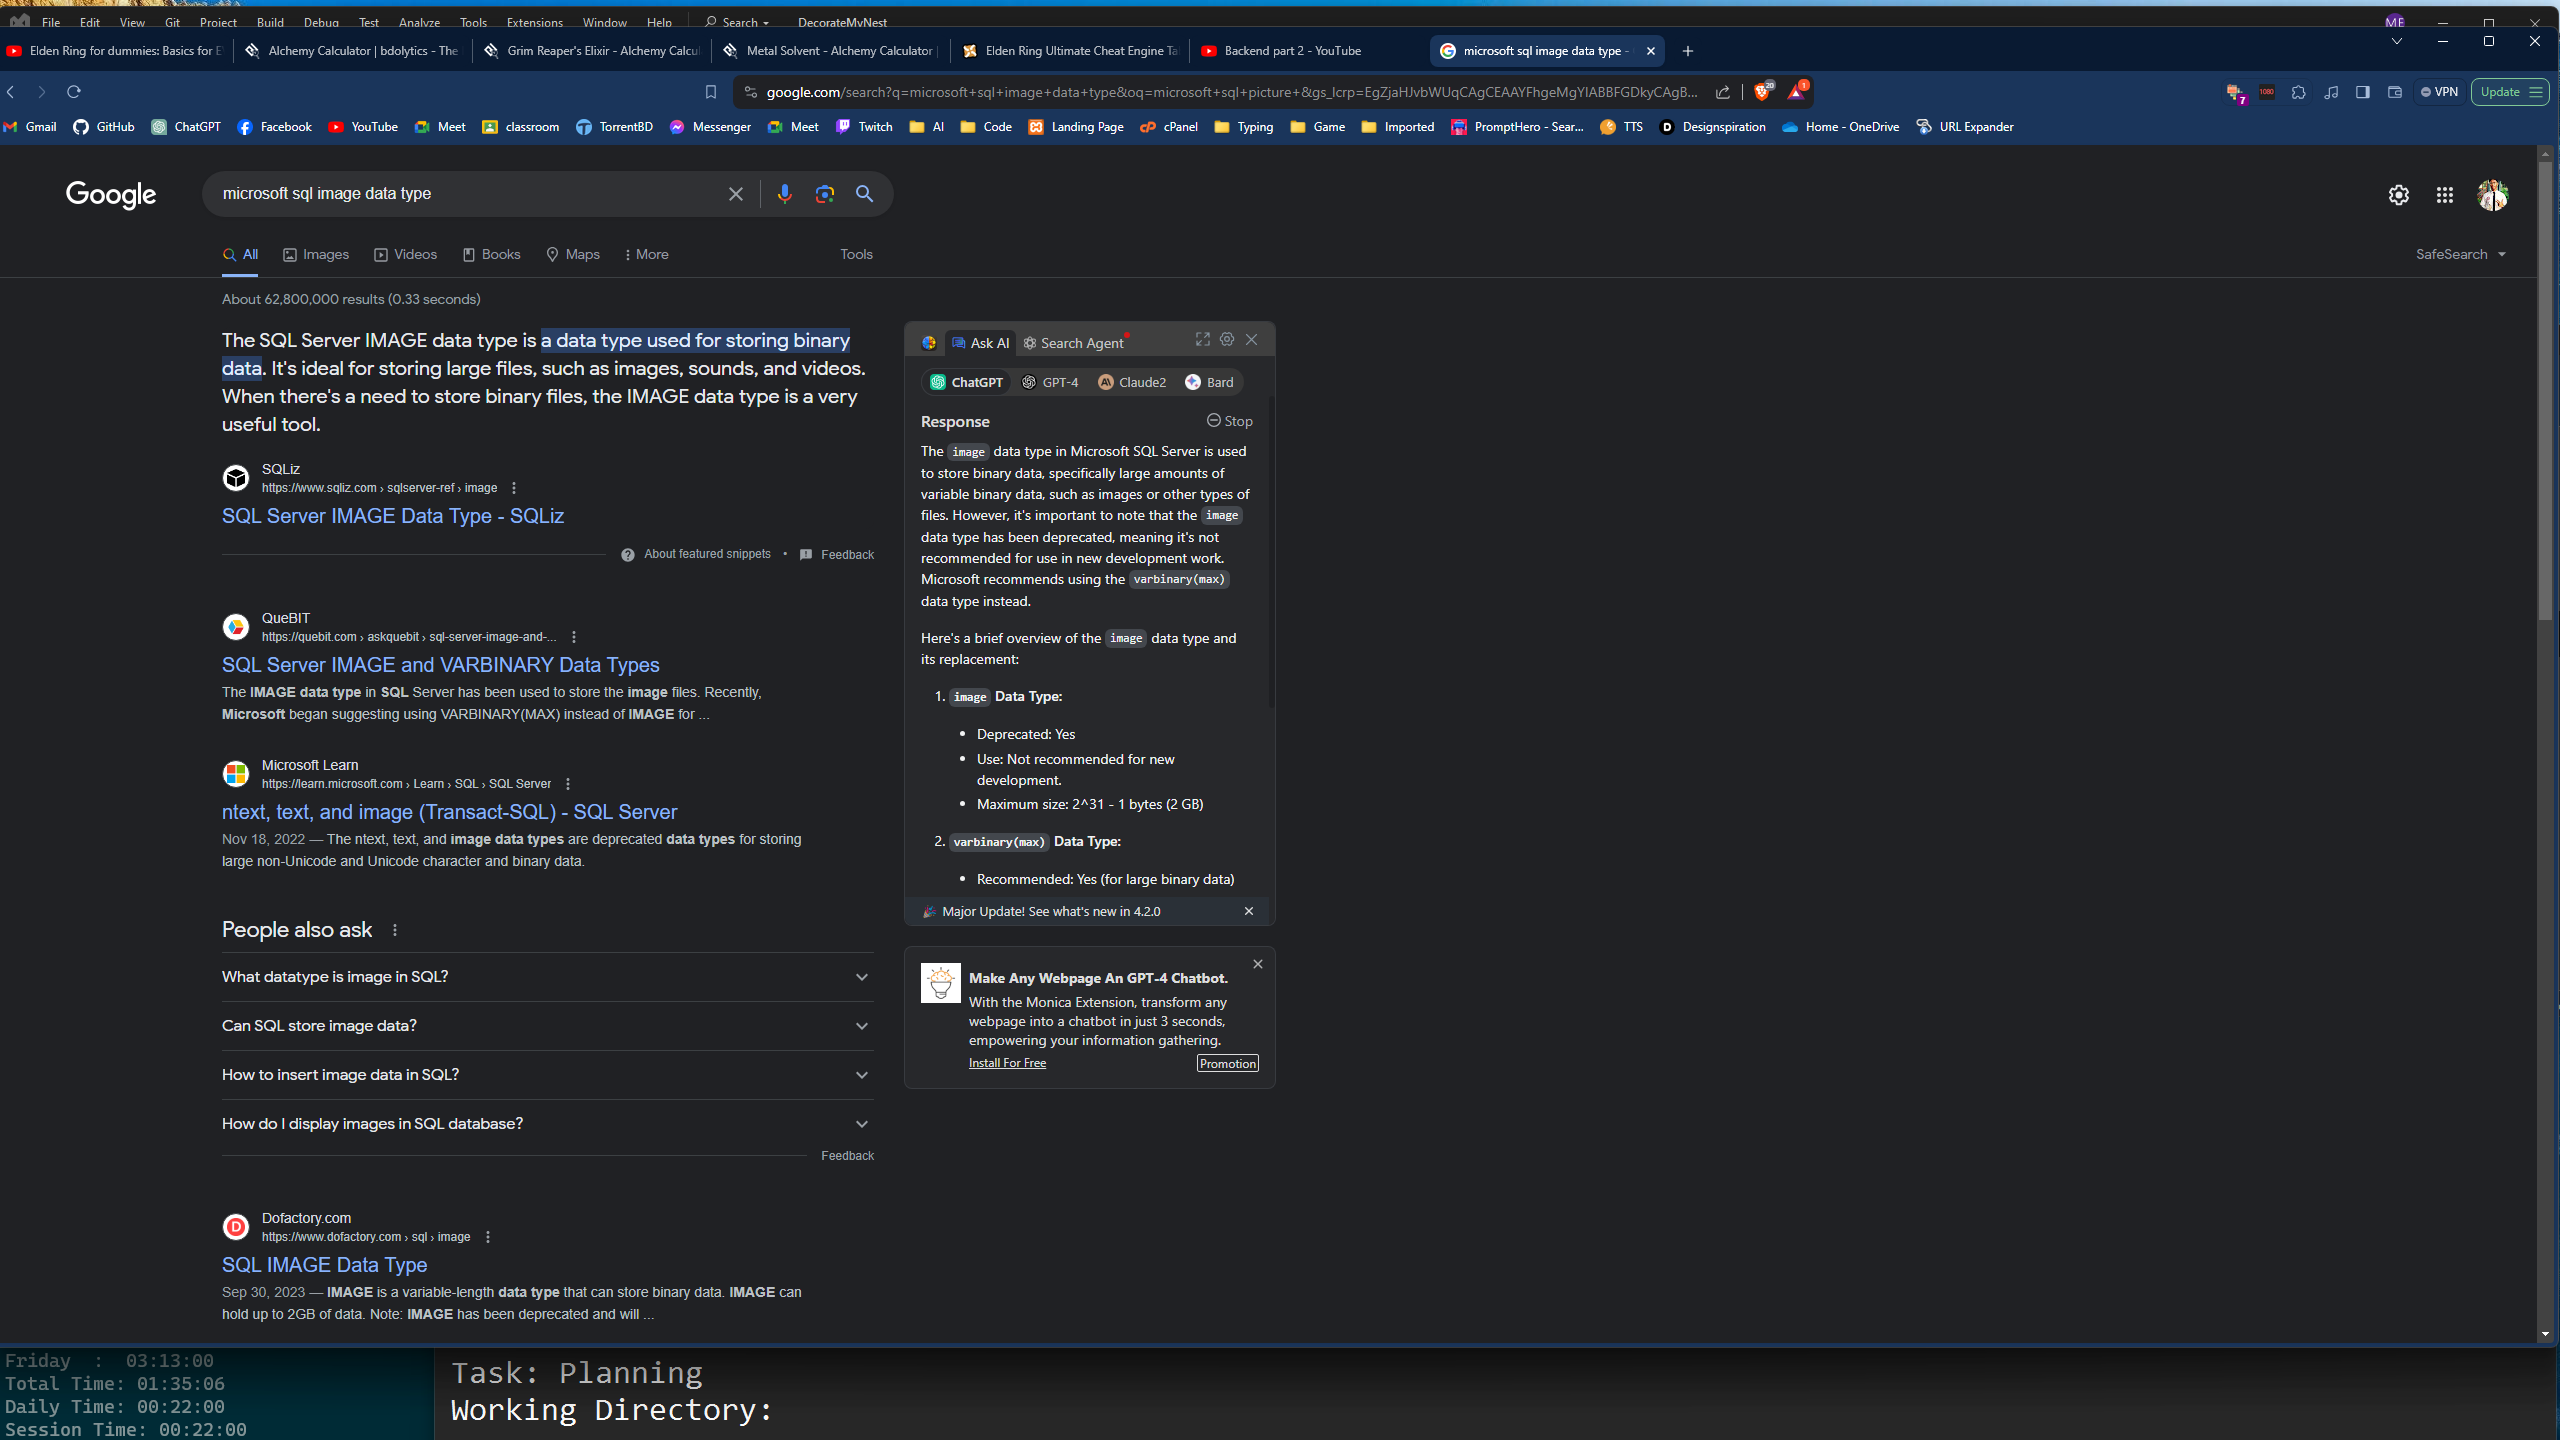 File Edit View Git Project Build Debug Test Analyze Tools Extensions Window Help Search DecorateMyNest ME
Elden Ring for dummies: Basics for E
Alchemy Calculator | bdolytics - The
Grim Reaper's Elixir - Alchemy Calcu
Metal Solvent - Alchemy Calculator |
Elden Ring Ultimate Cheat Engine Ta
Backend part 2 - YouTube
microsoft sql image data type -
google.com/search?q=microsoft+sql+image+data+type&oq=microsoft+sql+picture+&gs_lcrp=EgZjaHJvbWUqCAgCEAAYFhgeMgYIABBFGDkyCAgB...
20
1
7
1080
VPN
Update
Gmail GitHub ChatGPT Facebook YouTube Meet classroom TorrentBD Messenger Meet Twitch AI Code Landing Page cPanel Typing Game Imported PromptHero - Sear... TTS Designspiration Home - OneDrive URL Expander
Google
microsoft sql image data type
All Images Videos Books Maps More Tools
SafeSearch
About 62,800,000 results (0.33 seconds)
The SQL Server IMAGE data type is a data type used for storing binary
data. It's ideal for storing large files, such as images, sounds, and videos.
When there's a need to store binary files, the IMAGE data type is a very
useful tool.
SQLiz
https://www.sqliz.com › sqlserver-ref › image
SQL Server IMAGE Data Type - SQLiz
About featured snippets • Feedback
QueBIT
https://quebit.com › askquebit › sql-server-image-and-...
SQL Server IMAGE and VARBINARY Data Types
The IMAGE data type in SQL Server has been used to store the image files. Recently,
Microsoft began suggesting using VARBINARY(MAX) instead of IMAGE for ...
Microsoft Learn
https://learn.microsoft.com › Learn › SQL › SQL Server
ntext, text, and image (Transact-SQL) - SQL Server
Nov 18, 2022 — The ntext, text, and image data types are deprecated data types for storing
large non-Unicode and Unicode character and binary data.
People also ask
What datatype is image in SQL?
Can SQL store image data?
How to insert image data in SQL?
How do I display images in SQL database?
Feedback
Dofactory.com
https://www.dofactory.com › sql › image
SQL IMAGE Data Type
Sep 30, 2023 — IMAGE is a variable-length data type that can store binary data. IMAGE can
hold up to 2GB of data. Note: IMAGE has been deprecated and will ...
Ask AI Search Agent
ChatGPT GPT-4 Claude2 Bard
Response Stop
The image data type in Microsoft SQL Server is used
to store binary data, specifically large amounts of
variable binary data, such as images or other types of
files. However, it's important to note that the image
data type has been deprecated, meaning it's not
recommended for use in new development work.
Microsoft recommends using the varbinary(max)
data type instead.
Here's a brief overview of the image data type and
its replacement:
1. image Data Type:
• Deprecated: Yes
• Use: Not recommended for new
development.
• Maximum size: 2^31 - 1 bytes (2 GB)
2. varbinary(max) Data Type:
• Recommended: Yes (for large binary data)
Major Update! See what's new in 4.2.0
Make Any Webpage An GPT-4 Chatbot.
With the Monica Extension, transform any
webpage into a chatbot in just 3 seconds,
empowering your information gathering.
Install For Free Promotion
Friday : 03:13:00
Total Time: 01:35:06
Daily Time: 00:22:00
Session Time: 00:22:00
Task: Planning
Working Directory: